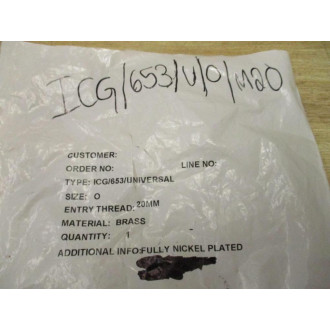 ICG/653/U/O/M20
CUSTOMER:
ORDER NO: LINE NO:
TYPE: ICG/653/UNIVERSAL
SIZE: O
ENTRY THREAD: 20MM
MATERIAL: BRASS
QUANTITY: 1
ADDITIONAL INFO:FULLY NICKEL PLATED